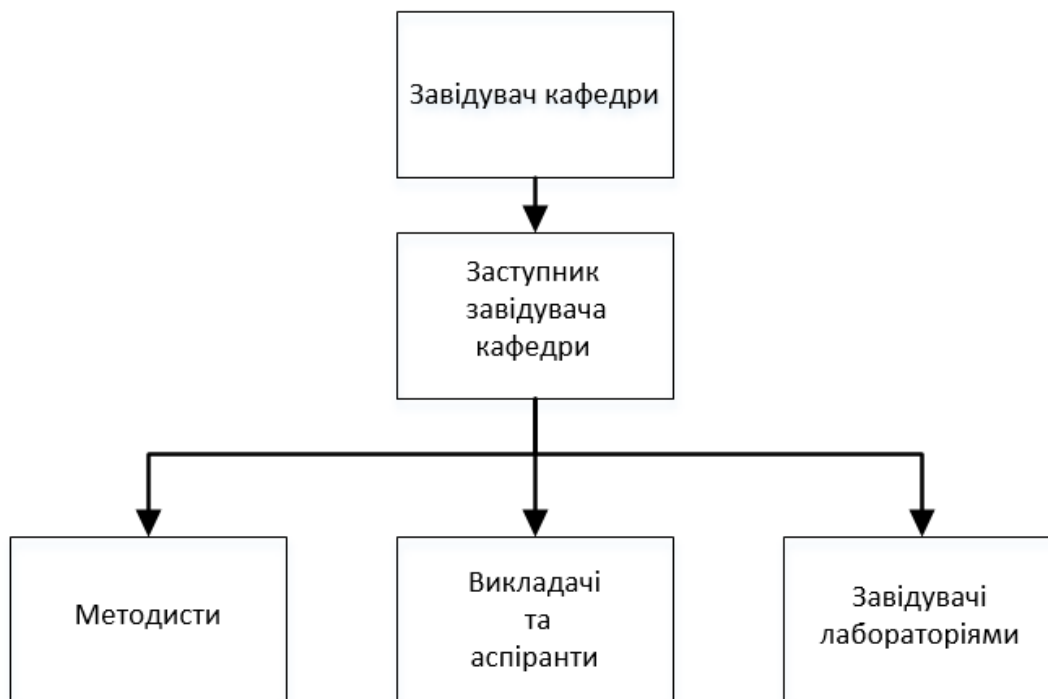 Завідувач кафедри
Заступник
завідувача
кафедри
Методисти
Викладачі
та
аспіранти
Завідувачі
лабораторіями